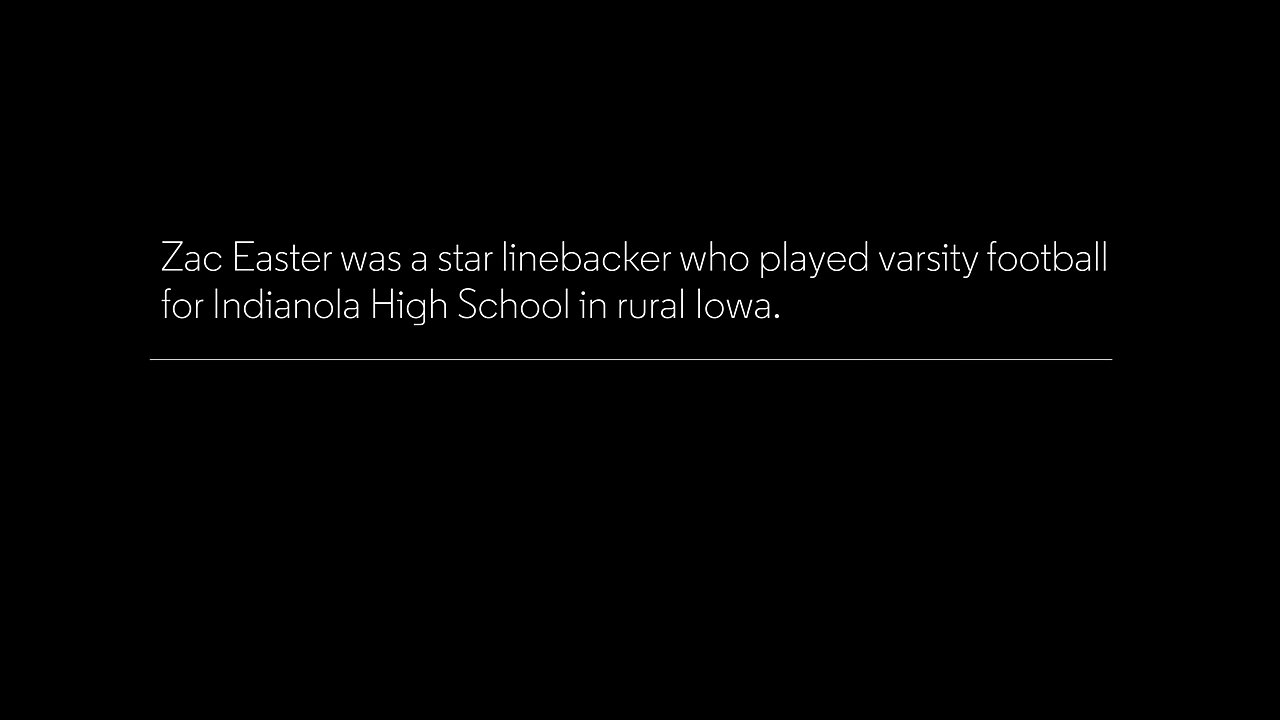 Zac Easter was a star linebacker who played varsity football
for Indianola High School in rural Iowa.